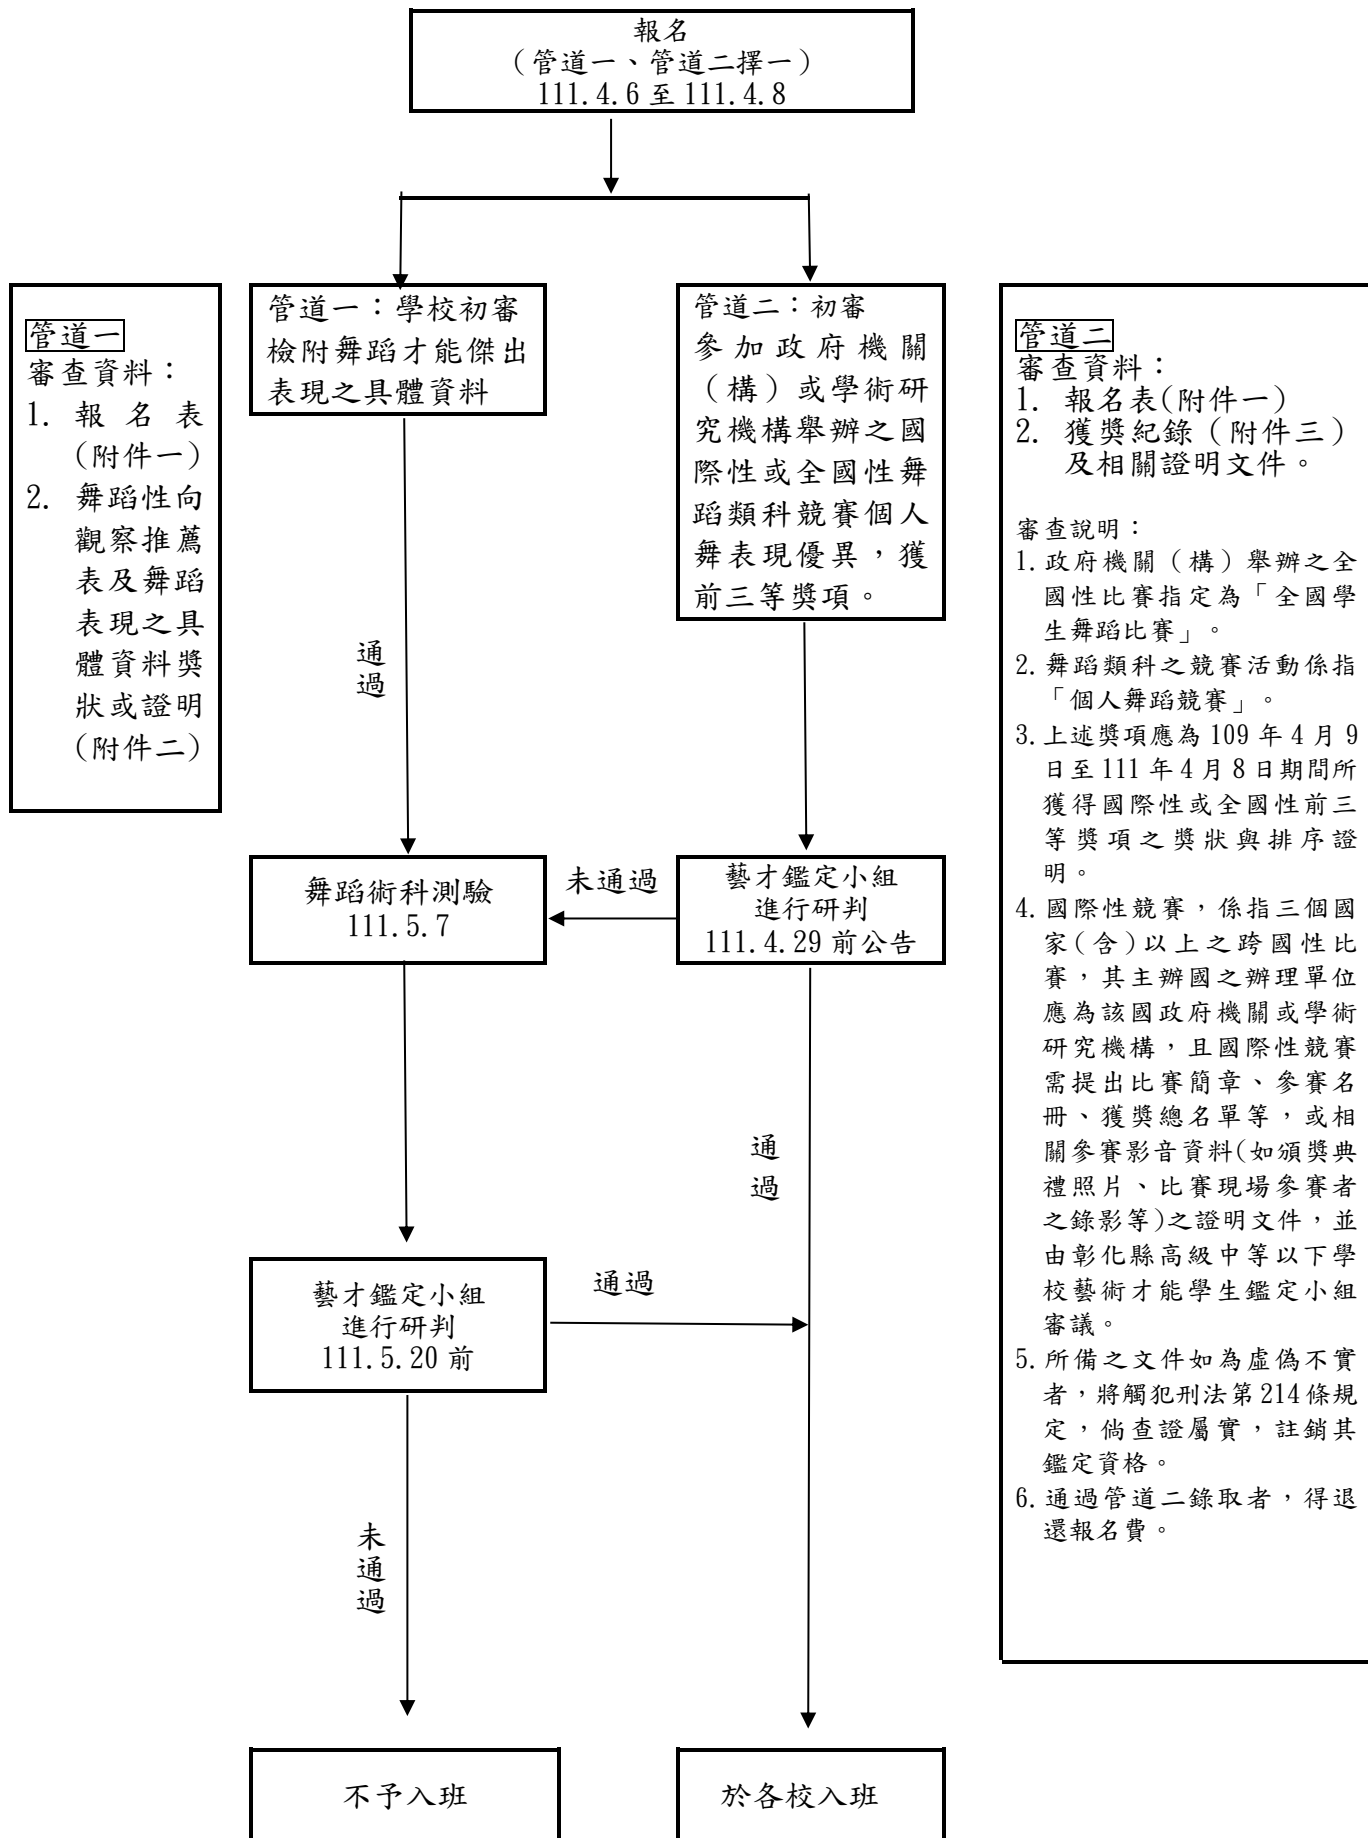 報名
（管道一、管道二擇一）
111.4.6 至 111.4.8
管道一
審查資料：
1. 報名表
(附件一)
2. 舞蹈性向
觀察推薦
表及舞蹈
表現之具
體資料獎
狀或證明
(附件二)
管道一：學校初審
檢附舞蹈才能傑出
表現之具體資料
管道二：初審
參加政府機關
（構）或學術研
究機構舉辦之國
際性或全國性舞
蹈類科競賽個人
舞表現優異，獲
前三等獎項。
管道二
審查資料：
1. 報名表(附件一)
2. 獲獎紀錄（附件三）
及相關證明文件。
審查說明：
1.政府機關（構）舉辦之全
國性比賽指定為「全國學
生舞蹈比賽」。
2.舞蹈類科之競賽活動係指
「個人舞蹈競賽」。
3.上述獎項應為 109 年 4 月 9
日至 111 年 4 月 8 日期間所
獲得國際性或全國性前三
等獎項之獎狀與排序證
明。
4.國際性競賽，係指三個國
家(含)以上之跨國性比
賽，其主辦國之辦理單位
應為該國政府機關或學術
研究機構，且國際性競賽
需提出比賽簡章、參賽名
冊、獲獎總名單等，或相
關參賽影音資料(如頒獎典
禮照片、比賽現場參賽者
之錄影等)之證明文件，並
由彰化縣高級中等以下學
校藝術才能學生鑑定小組
審議。
5.所備之文件如為虛偽不實
者，將觸犯刑法第 214 條規
定，倘查證屬實，註銷其
鑑定資格。
6.通過管道二錄取者，得退
還報名費。
通
過
舞蹈術科測驗
111.5.7
未通過
藝才鑑定小組
進行研判
111.4.29 前公告
通
過
藝才鑑定小組
進行研判
111.5.20 前
通過
未
通
過
不予入班
於各校入班